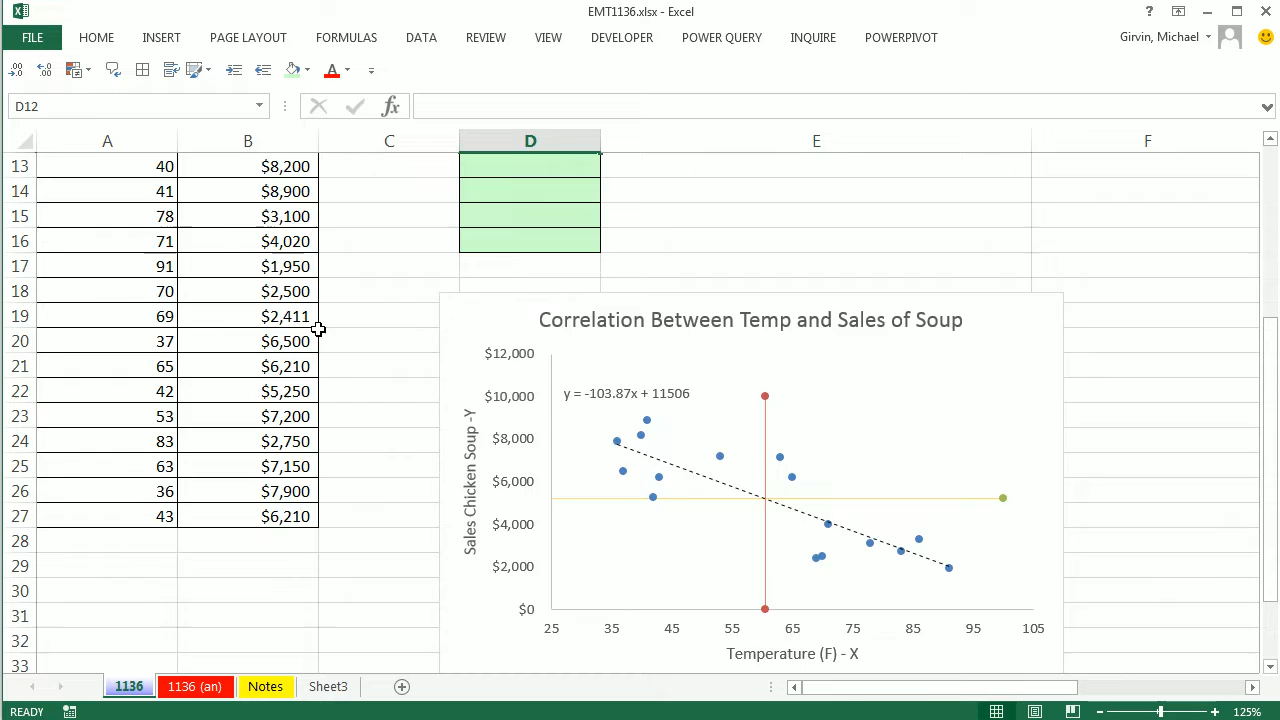 EMT1136.xlsx - Excel
?
FILE HOME INSERT PAGE LAYOUT FORMULAS DATA REVIEW VIEW DEVELOPER POWER QUERY INQUIRE POWERPIVOT Girvin, Michael
D12 fx
A B C D E F
13 40 $8,200
14 41 $8,900
15 78 $3,100
16 71 $4,020
17 91 $1,950
18 70 $2,500
19 69 $2,411
20 37 $6,500
21 65 $6,210
22 42 $5,250
23 53 $7,200
24 83 $2,750
25 63 $7,150
26 36 $7,900
27 43 $6,210
28
29
30
31
32
33
Correlation Between Temp and Sales of Soup
$12,000
$10,000
$8,000
$6,000
$4,000
$2,000
$0
y = -103.87x + 11506
Sales Chicken Soup -Y
25 35 45 55 65 75 85 95 105
Temperature (F) - X
1136 1136 (an) Notes Sheet3
READY 125%